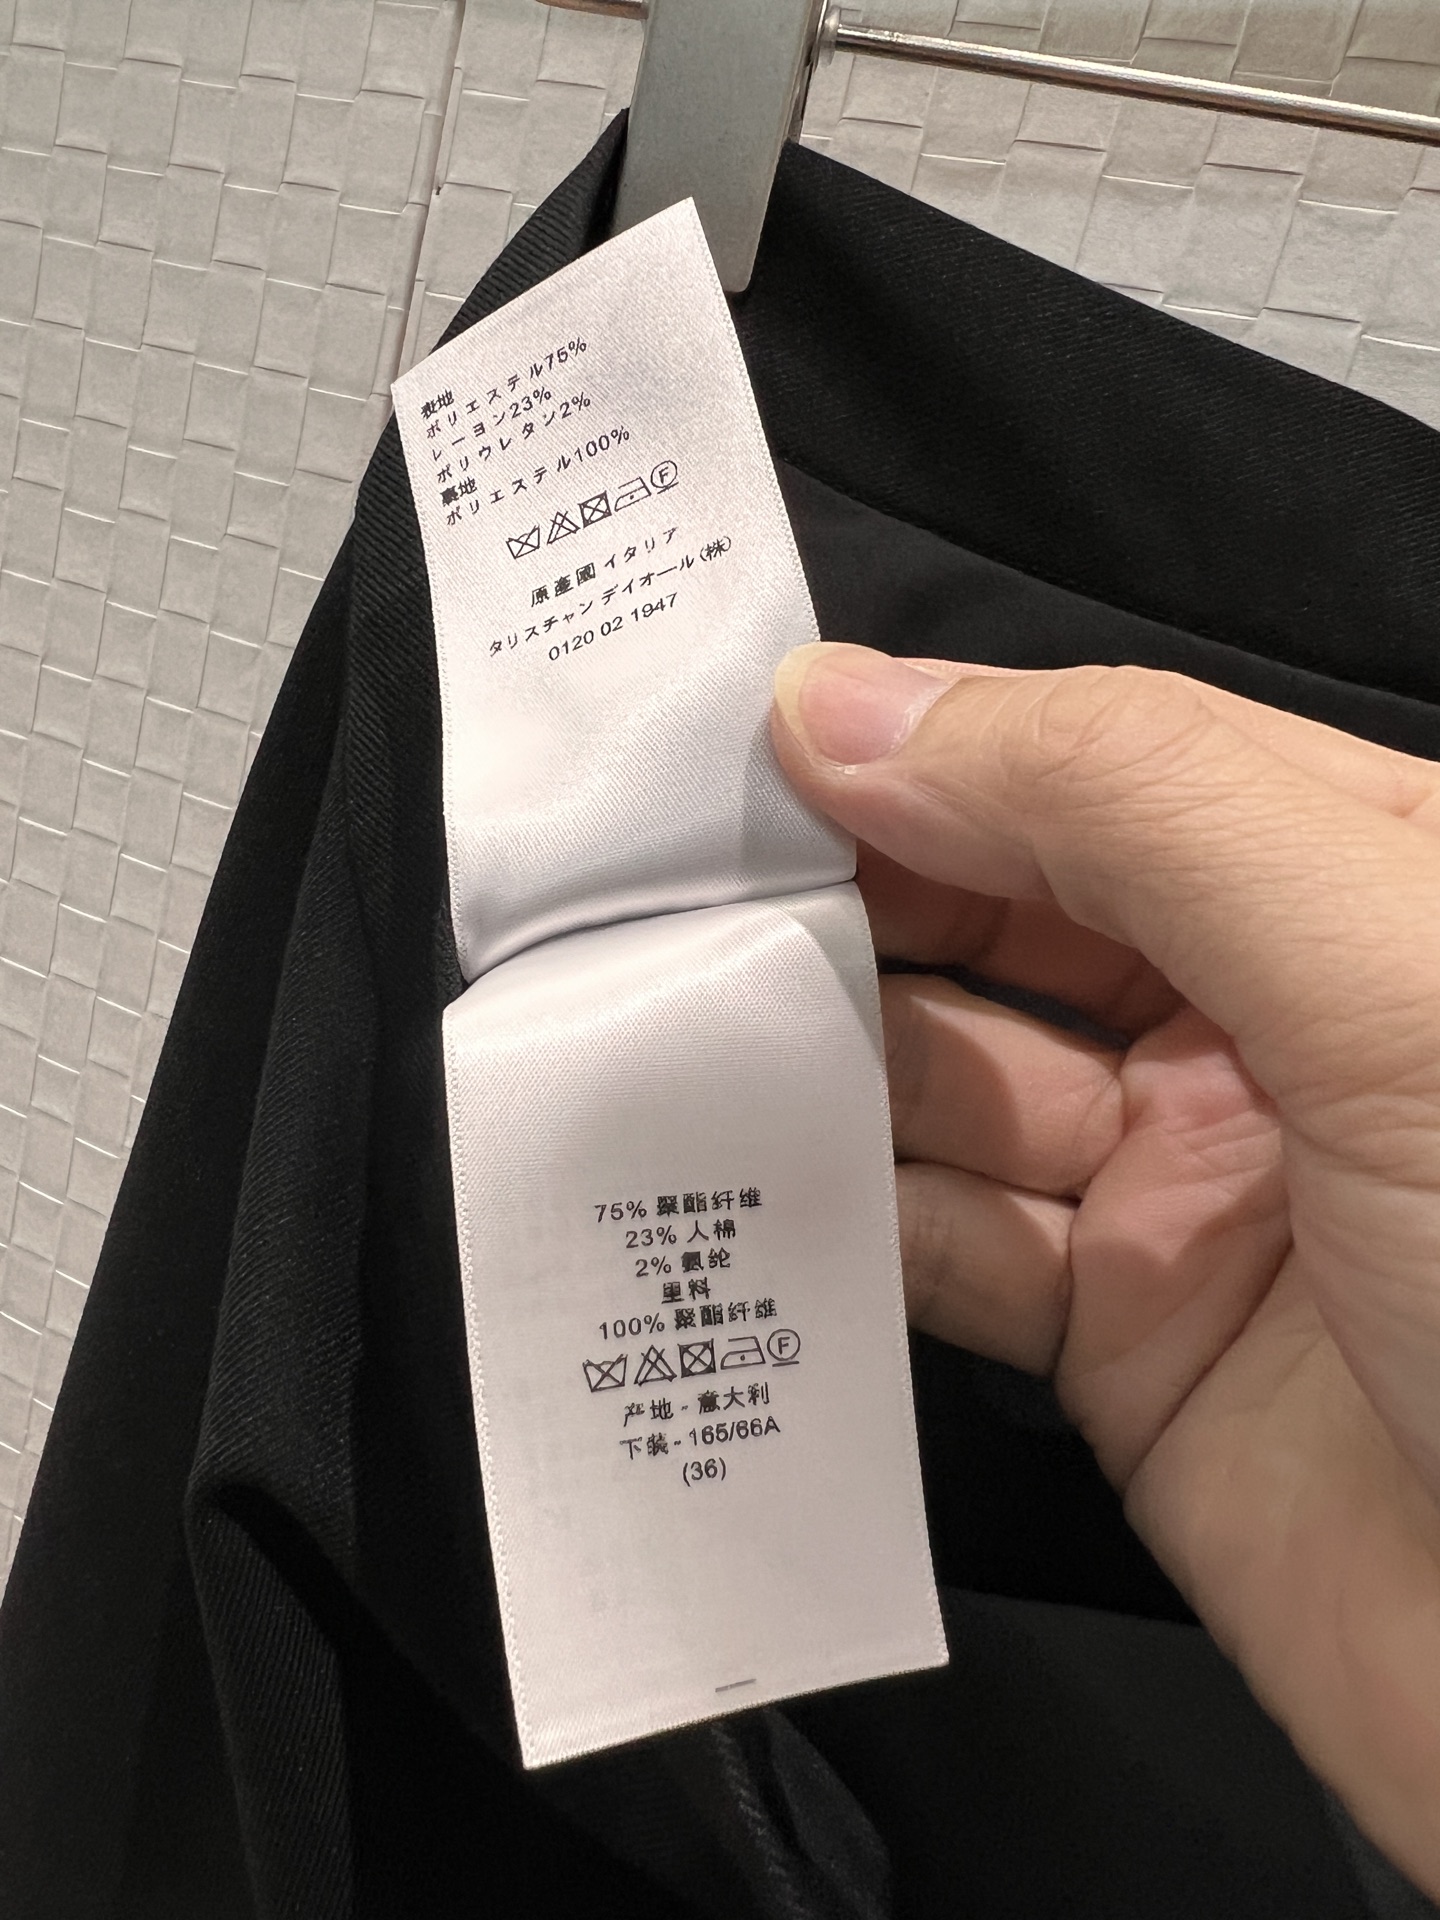 表地
ポリエステル75%
レーヨン23%
ポリウレタン2%
裏地
ポリエステル100%
F
原産國イタリア
タリスチャン デイオール(株)
0120 02 1947
75% 聚酯纤维
23% 人棉
2% 氨纶
里料
100% 聚酯纤维
F
产地 - 意大利
下装 - 165/66A
(36)